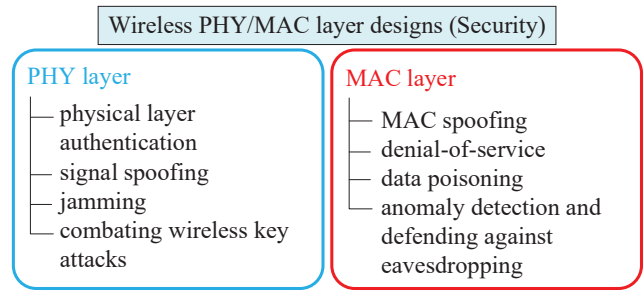 Wireless PHY/MAC layer designs (Security)
PHY layer
physical layer
authentication
signal spoofing
jamming
combating wireless key
attacks
MAC layer
MAC spoofing
denial-of-service
data poisoning
anomaly detection and
defending against
eavesdropping